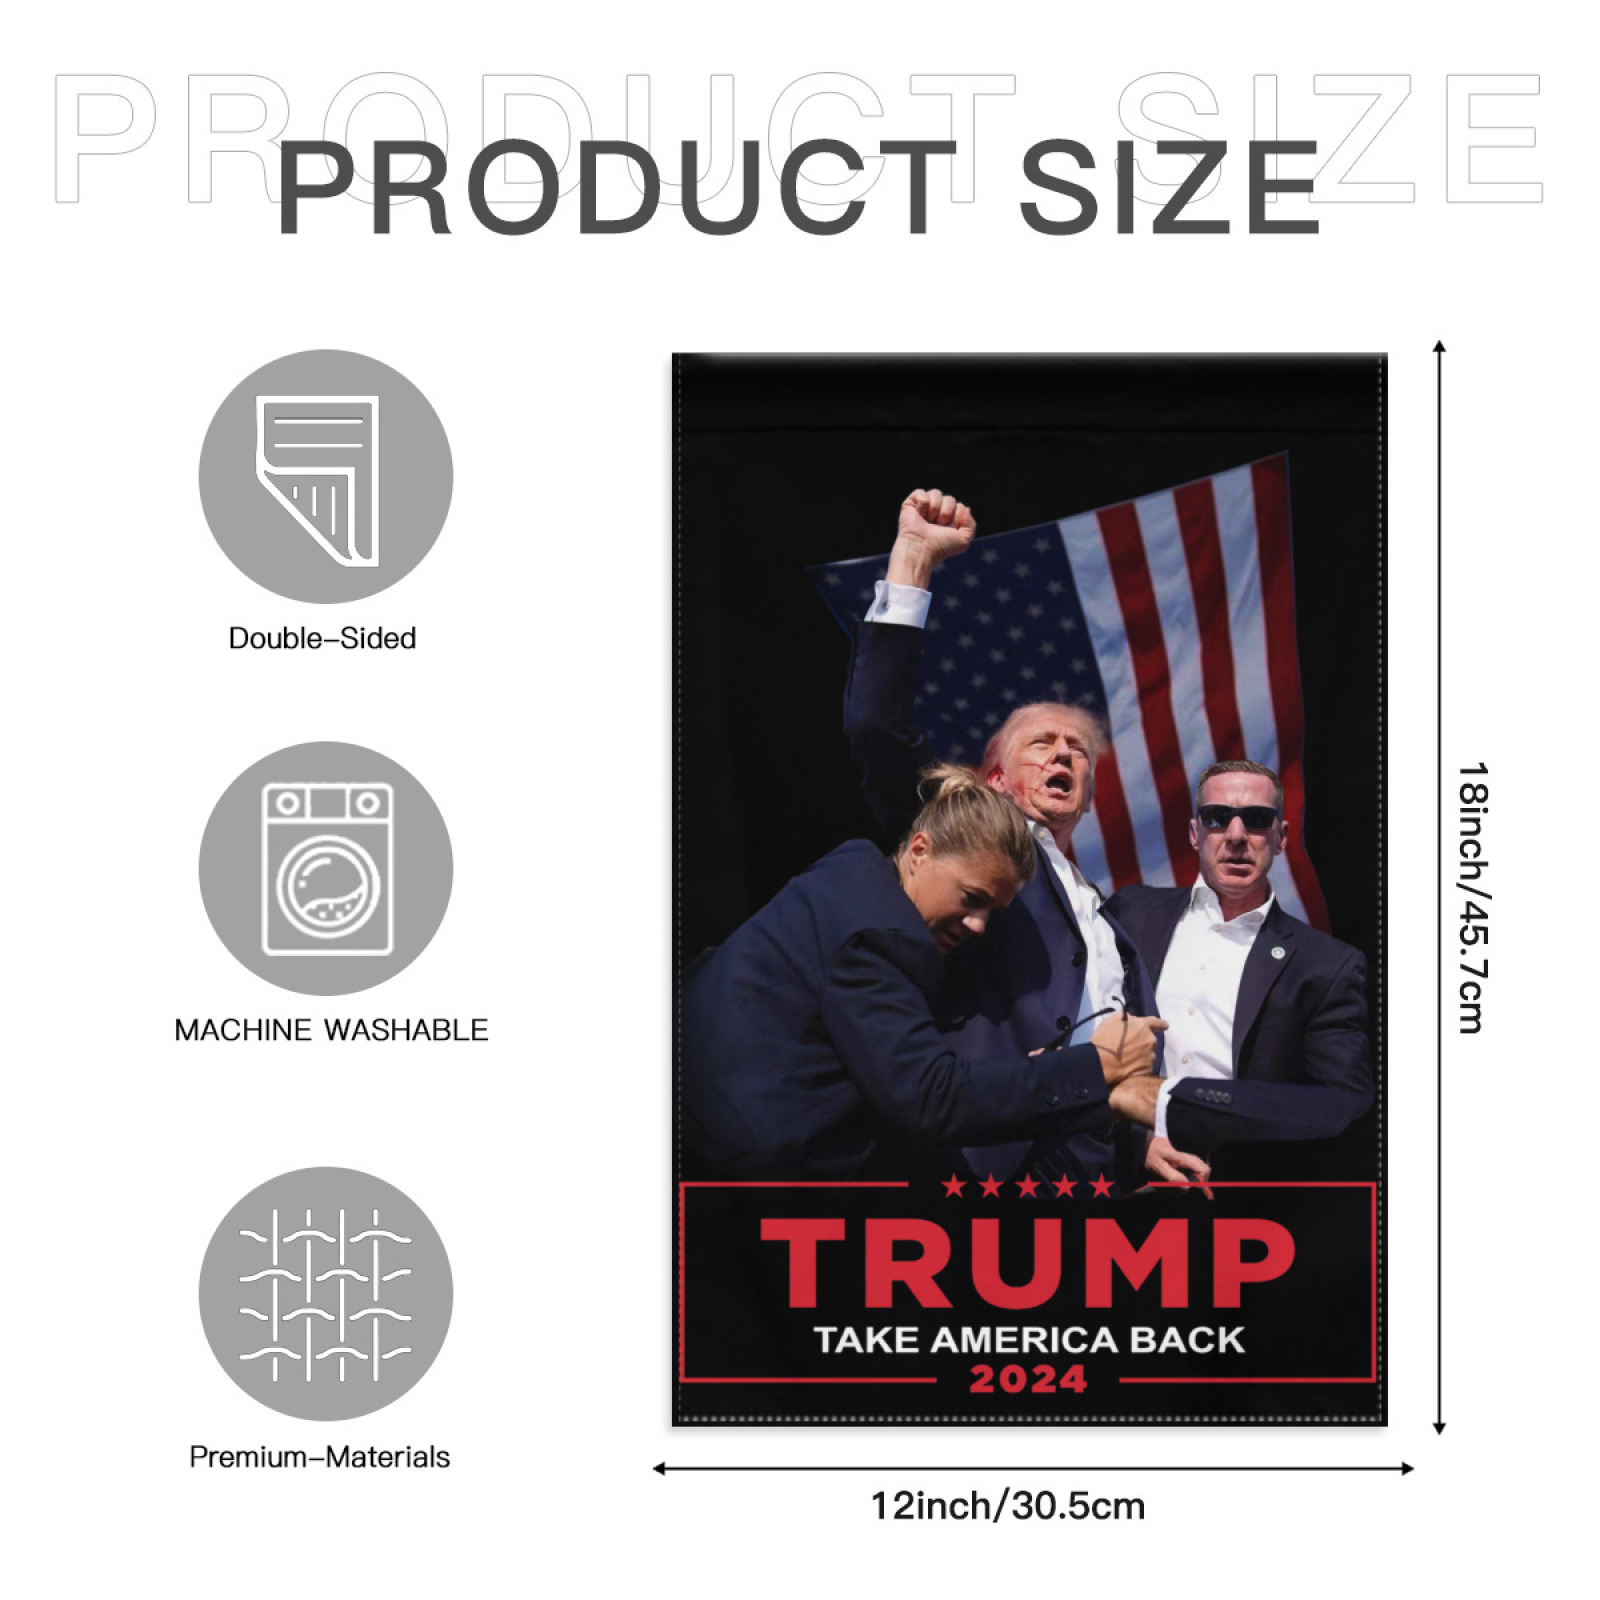 PRODUCT SIZE
PRODUCT SIZE
Double-Sided
MACHINE WASHABLE
Premium-Materials
TRUMP
TAKE AMERICA BACK
2024
18inch/45.7cm
12inch/30.5cm